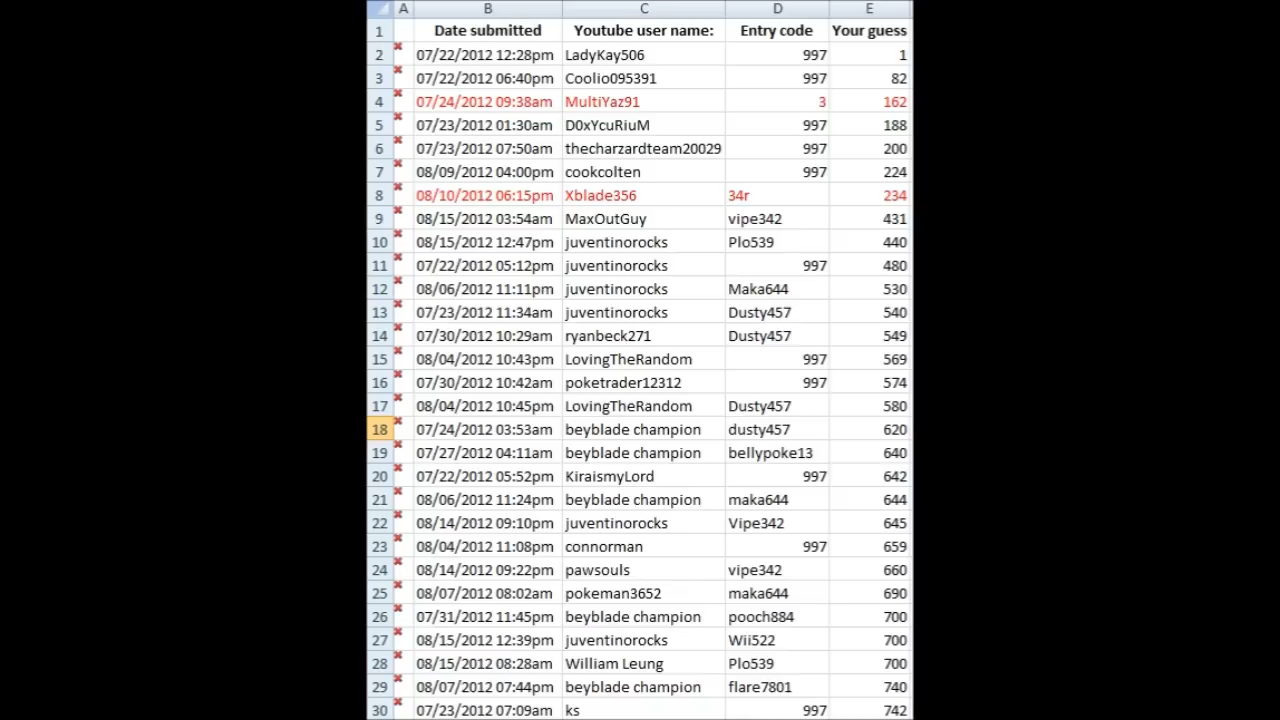 A B C D E
1 Date submitted Youtube user name: Entry code Your guess
2 07/22/2012 12:28pm LadyKay506 997 1
3 07/22/2012 06:40pm Coolio095391 997 82
4 07/24/2012 09:38am MultiYaz91 3 162
5 07/23/2012 01:30am D0xYcuRiuM 997 188
6 07/23/2012 07:50am thecharzardteam20029 997 200
7 08/09/2012 04:00pm cookcolten 997 224
8 08/10/2012 06:15pm Xblade356 34r 234
9 08/15/2012 03:54am MaxOutGuy vipe342 431
10 08/15/2012 12:47pm juventinorocks Plo539 440
11 07/22/2012 05:12pm juventinorocks 997 480
12 08/06/2012 11:11pm juventinorocks Maka644 530
13 07/23/2012 11:34am juventinorocks Dusty457 540
14 07/30/2012 10:29am ryanbeck271 Dusty457 549
15 08/04/2012 10:43pm LovingTheRandom 997 569
16 07/30/2012 10:42am poketrader12312 997 574
17 08/04/2012 10:45pm LovingTheRandom Dusty457 580
18 07/24/2012 03:53am beyblade champion dusty457 620
19 07/27/2012 04:11am beyblade champion bellypoke13 640
20 07/22/2012 05:52pm KiraismyLord 997 642
21 08/06/2012 11:24pm beyblade champion maka644 644
22 08/14/2012 09:10pm juventinorocks Vipe342 645
23 08/04/2012 11:08pm connorman 997 659
24 08/14/2012 09:22pm pawsouls vipe342 660
25 08/07/2012 08:02am pokeman3652 maka644 690
26 07/31/2012 11:45pm beyblade champion pooch884 700
27 08/15/2012 12:39pm juventinorocks Wii522 700
28 08/15/2012 08:28am William Leung Plo539 700
29 08/07/2012 07:44pm beyblade champion flare7801 740
30 07/23/2012 07:09am ks 997 742